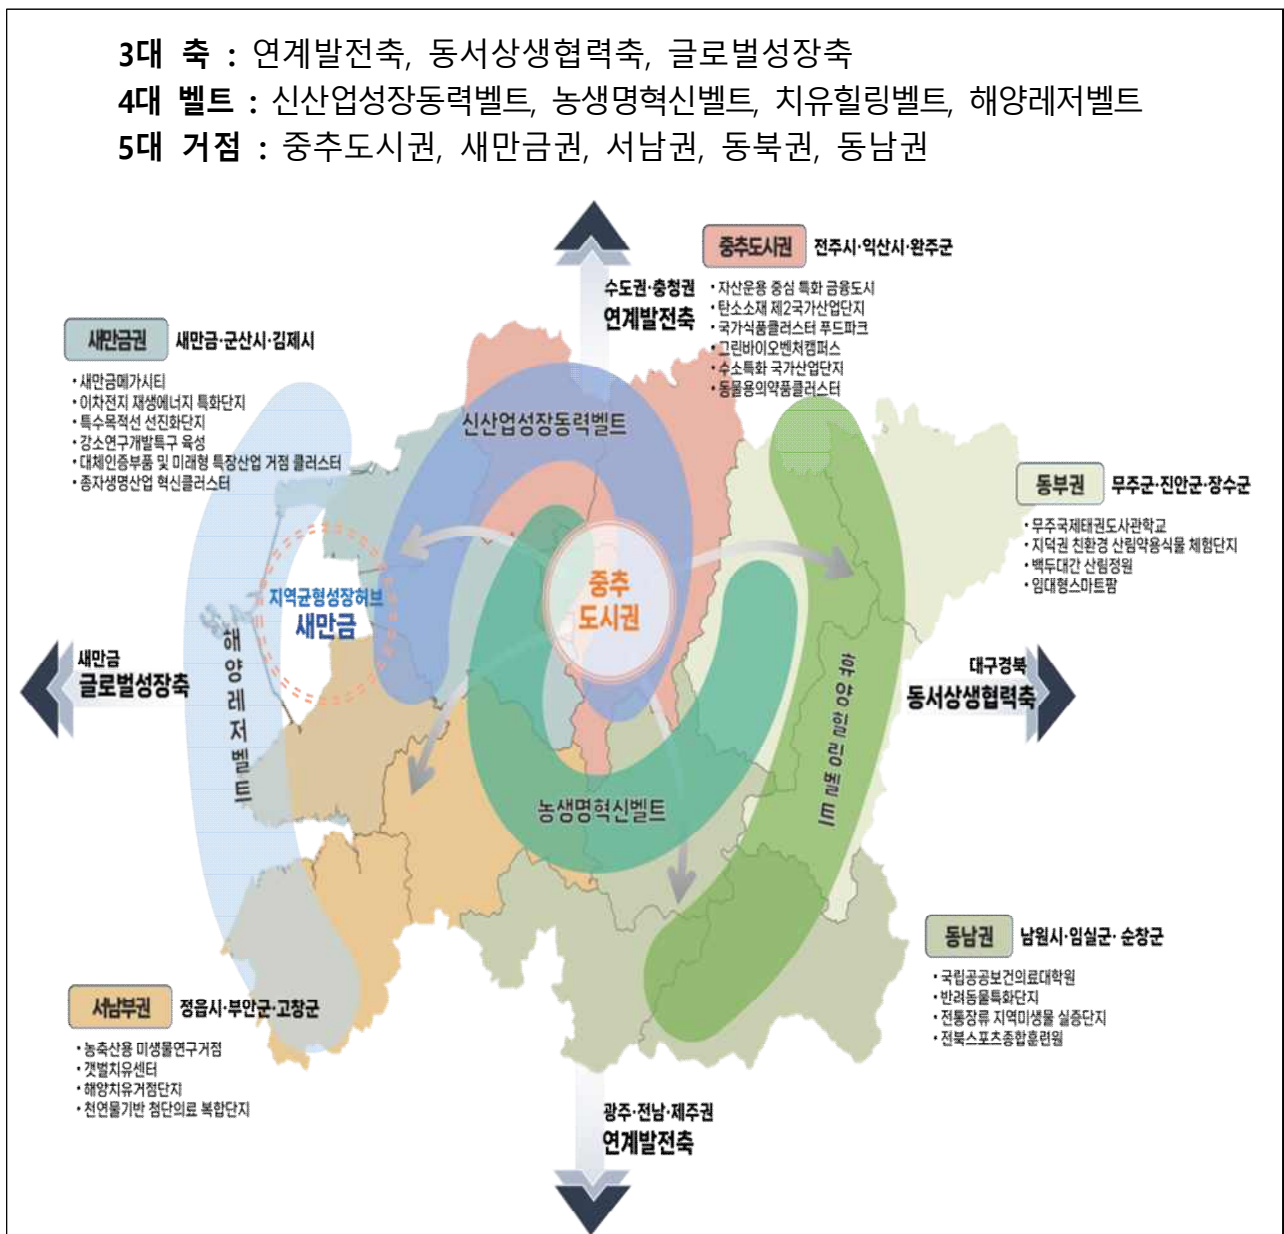 3대 축 : 연계발전축, 동서상생협력축, 글로벌성장축
4대 벨트 : 신산업성장동력벨트, 농생명혁신벨트, 치유힐링벨트, 해양레저벨트
5대 거점 : 중추도시권, 새만금권, 서남권, 동북권, 동남권
수도권·충청권
연계발전축
중추도시권 전주시·익산시·완주군
• 자산운용 중심 특화 금융도시
• 탄소소재 제2국가산업단지
• 국가식품클러스터 푸드파크
• 그린바이오벤처캠퍼스
• 수소특화 국가산업단지
• 동물용의약품클러스터
새만금권 새만금·군산시·김제시
• 새만금메가시티
• 이차전지 재생에너지 특화단지
• 특수목적선 선진화단지
• 강소연구개발특구 육성
• 대체인증부품 및 미래형 특장산업 거점 클러스터
• 종자생명산업 혁신클러스터
신산업성장동력벨트
동부권 무주군·진안군·장수군
• 무주국제태권도사관학교
• 지덕권 친환경 산림약용식물 체험단지
• 백두대간 산림정원
• 임대형스마트팜
지역균형성장허브
새만금
중추
도시권
해양레저벨트
휴양힐링벨트
새만금
글로벌성장축
대구경북
동서상생협력축
농생명혁신벨트
동남권 남원시·임실군·순창군
• 국립공공보건의료대학원
• 반려동물특화단지
• 전통장류 지역미생물 실증단지
• 전북스포츠종합훈련원
서남부권 정읍시·부안군·고창군
• 농축산용 미생물연구거점
• 갯벌치유센터
• 해양치유거점단지
• 천연물기반 첨단의료 복합단지
광주·전남·제주권
연계발전축